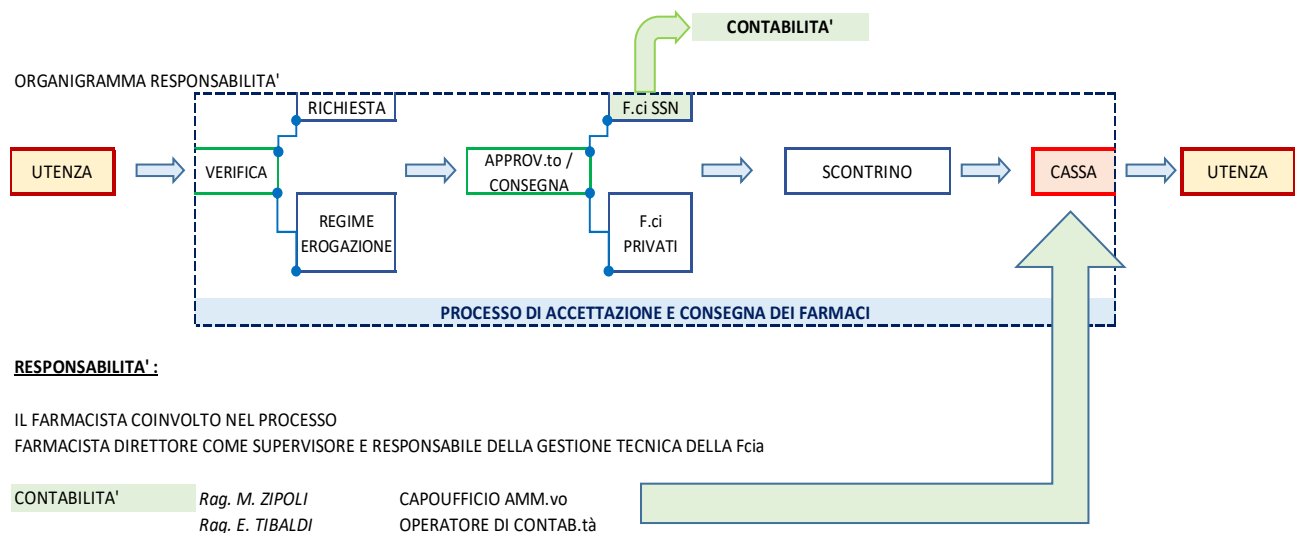 CONTABILITA'
ORGANIGRAMMA RESPONSABILITA'
RICHIESTA
F.ci SSN
UTENZA
VERIFICA
APPROV.to /
CONSEGNA
SCONTRINO
CASSA
UTENZA
REGIME
EROGAZIONE
F.ci
PRIVATI
PROCESSO DI ACCETTAZIONE E CONSEGNA DEI FARMACI
RESPONSABILITA' :
IL FARMACISTA COINVOLTO NEL PROCESSO
FARMACISTA DIRETTORE COME SUPERVISORE E RESPONSABILE DELLA GESTIONE TECNICA DELLA Fcia
CONTABILITA' Rag. M. ZIPOLI CAPOUFFICIO AMM.vo
Rag. E. TIBALDI OPERATORE DI CONTAB.tà